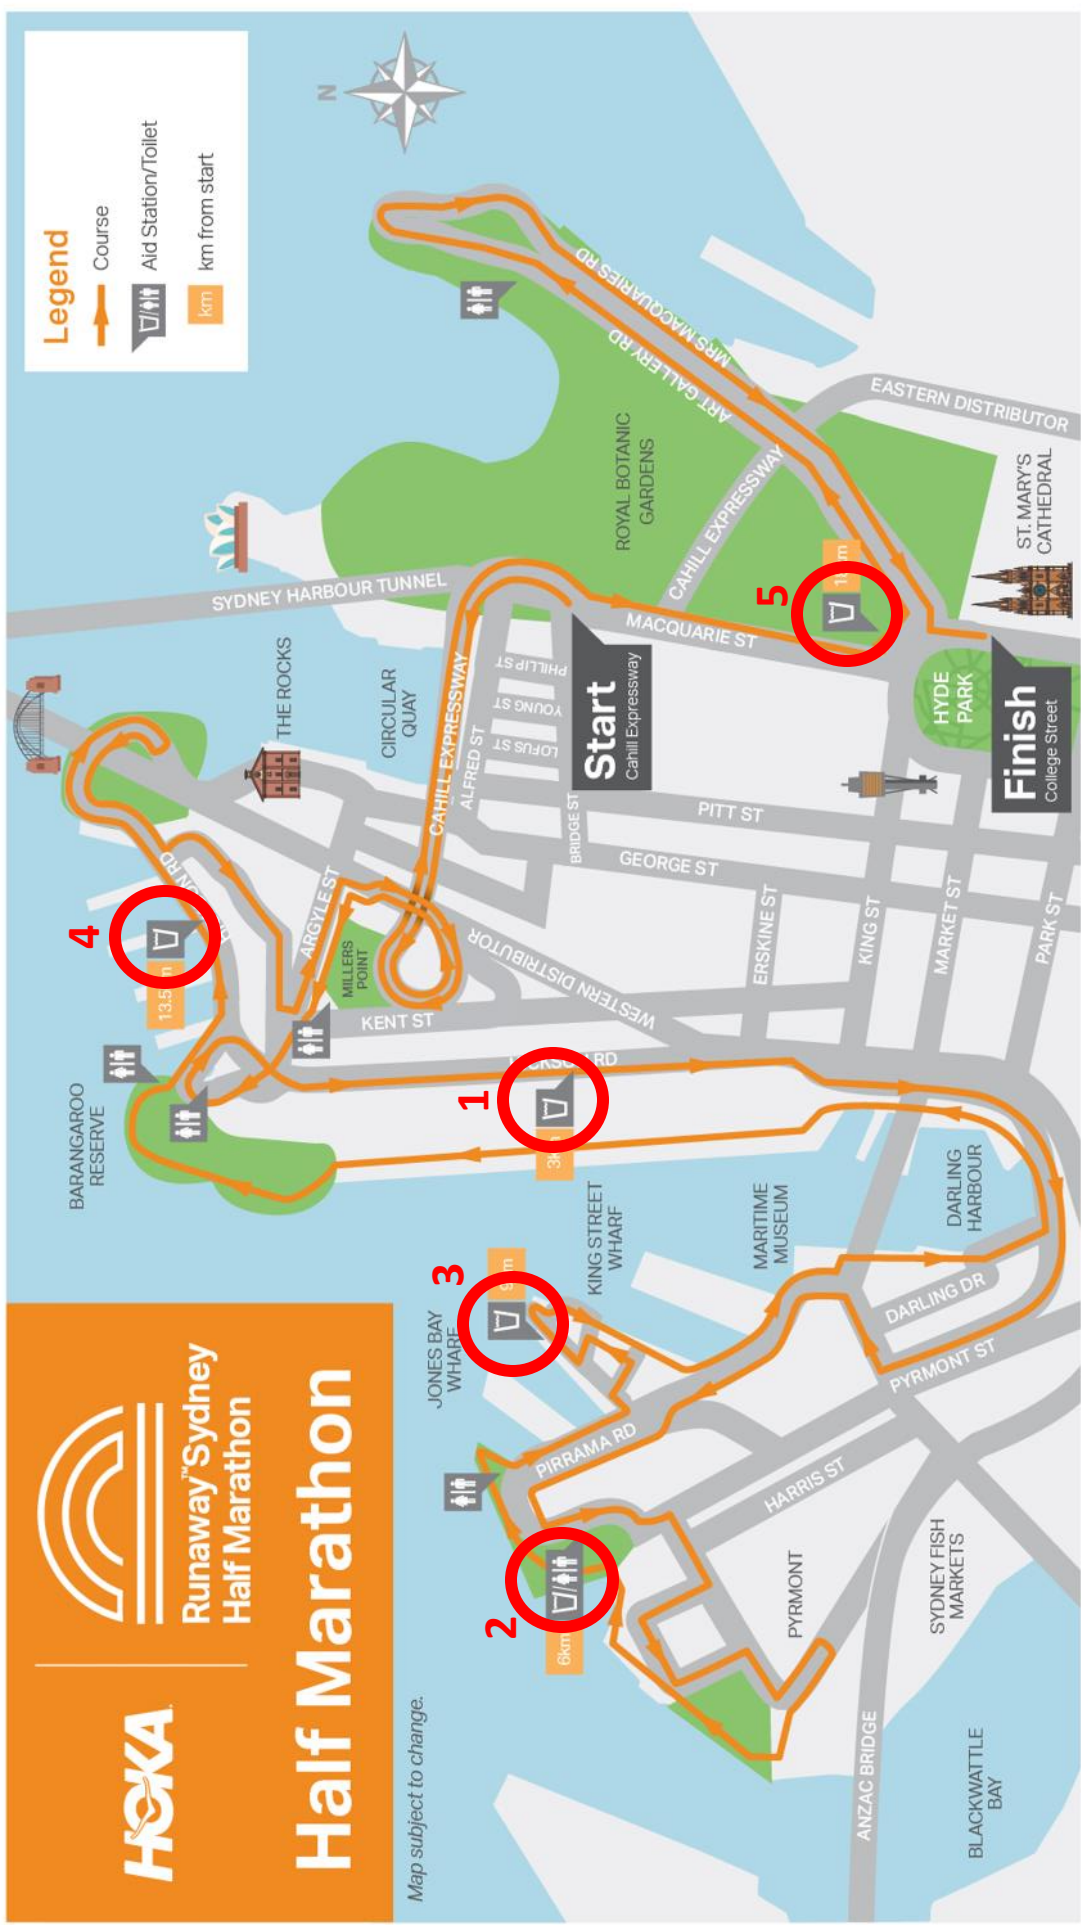 HOKA
Runaway™ Sydney
Half Marathon
Half Marathon
Map subject to change.
Legend
Course
Aid Station/Toilet
km
km from start
N
BARANGAROO
RESERVE
13.5
4
THE ROCKS
SYDNEY HARBOUR TUNNEL
ARGYLE ST
MILLERS
POINT
KENT ST
CIRCULAR
QUAY
CAHILL EXPRESSWAY
ALFRED ST
PHILLIP ST
YOUNG ST
LOFTUS ST
BRIDGE ST
Start
Cahill Expressway
JONES BAY
WHARF
3
1
2
6km
KING STREET
WHARF
WESTERN DISTRIBUTOR
GEORGE ST
PITT ST
MACQUARIE ST
ROYAL BOTANIC
GARDENS
CAHILL EXPRESSWAY
ART GALLERY RD
MRS MACQUARIES RD
PIRRAMA RD
HARRIS ST
PYRMONT
MARITIME
MUSEUM
ERSKINE ST
KING ST
5
EASTERN DISTRIBUTOR
ANZAC BRIDGE
SYDNEY FISH
MARKETS
PYRMONT ST
DARLING DR
DARLING
HARBOUR
MARKET ST
PARK ST
HYDE
PARK
Finish
College Street
ST. MARY'S
CATHEDRAL
BLACKWATTLE
BAY